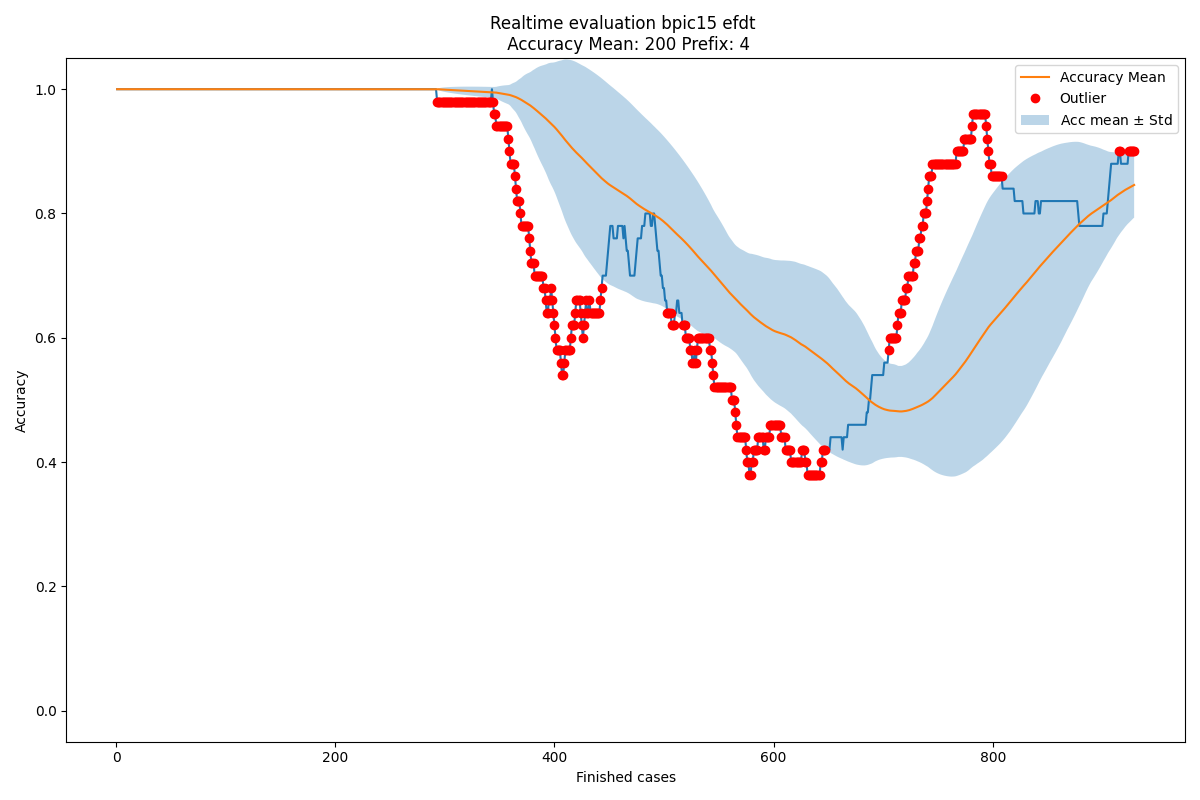 Realtime evaluation bpic15 efdt
Accuracy Mean: 200 Prefix: 4
Accuracy Mean
Outlier
Acc mean ± Std
1.0
0.8
0.6
0.4
0.2
0.0
Accuracy
0
200
400
600
800
Finished cases